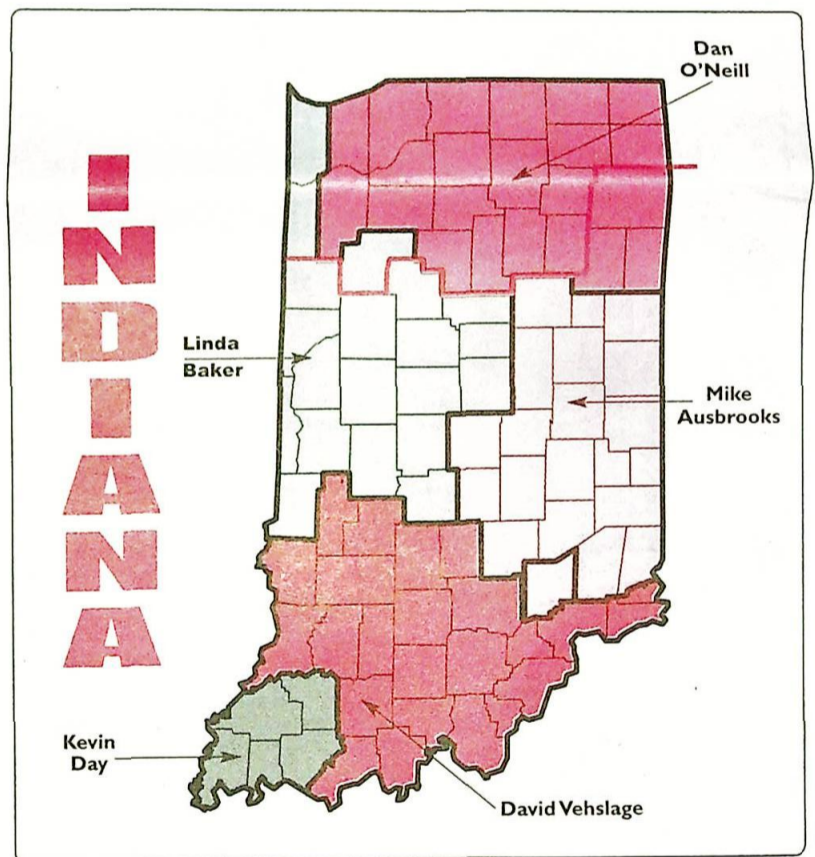 INDIANA
Dan
O'Neill
Linda
Baker
Mike
Ausbrooks
Kevin
Day
David Vehslage